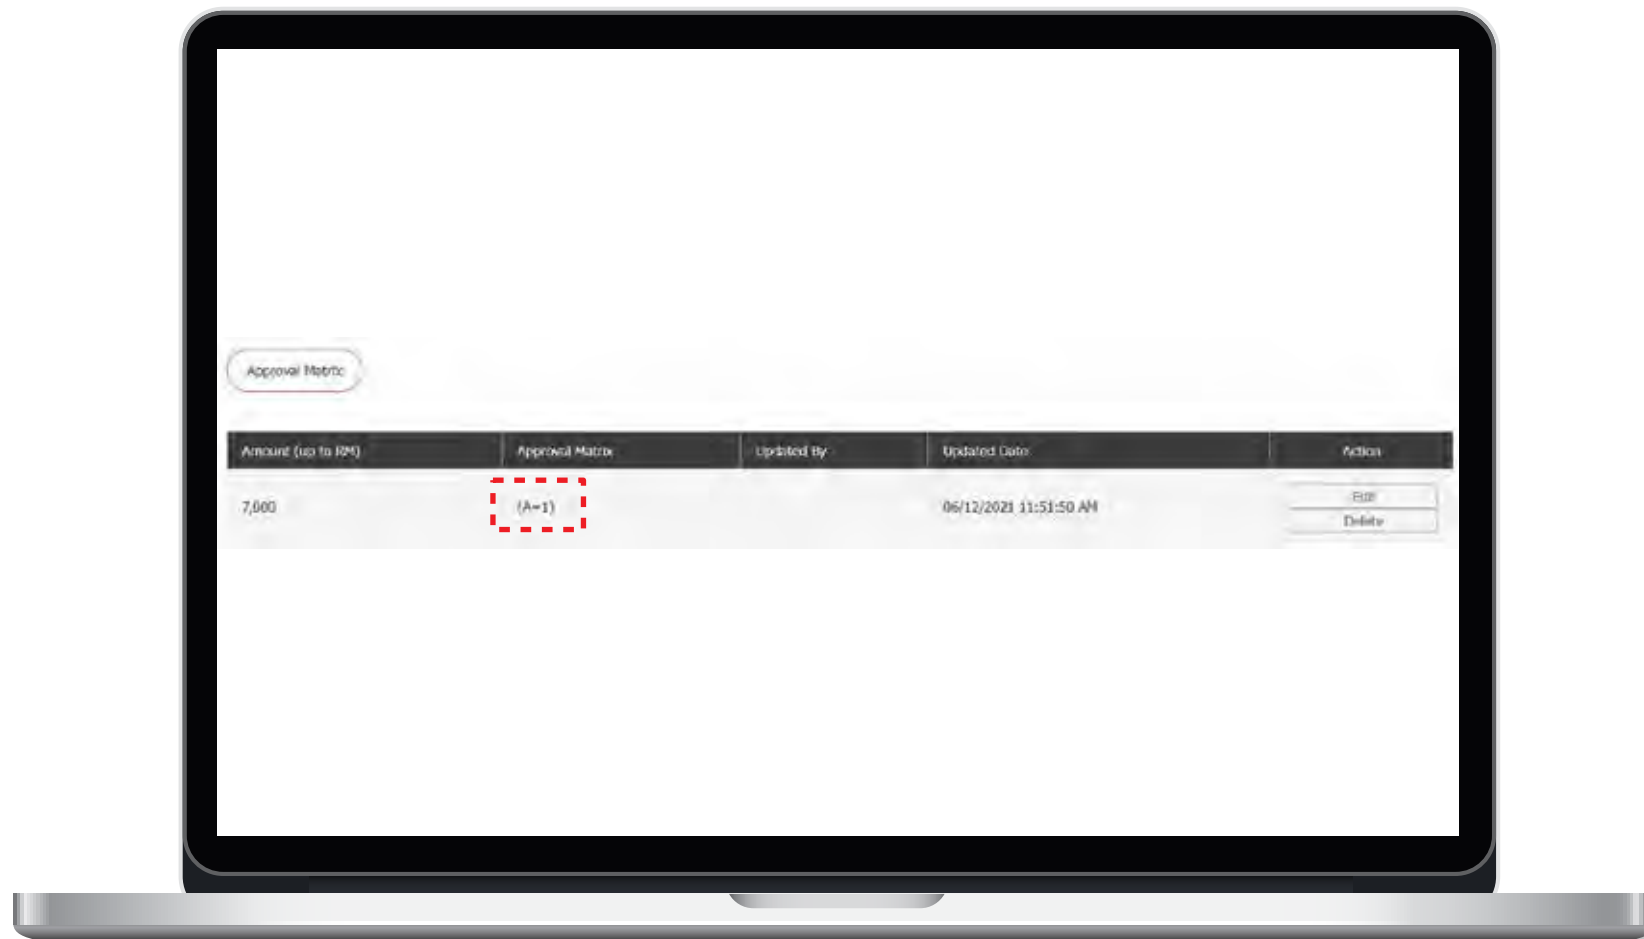 Approval Matrix
Amount (up to RM) Approval Matrix Updated By Updated Date Action
7,000 (A=1) 06/12/2021 11:51:50 AM Edit
Delete